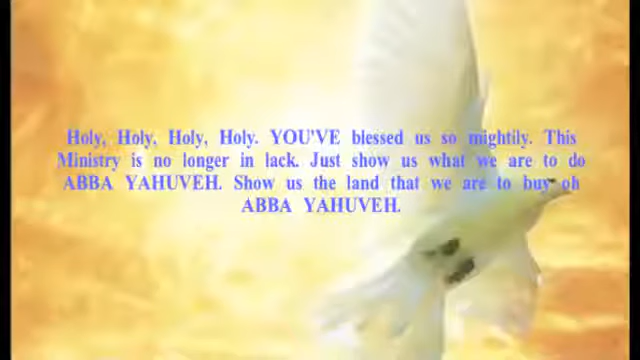 Holy, Holy, Holy, Holy. YOU'VE blessed us so mightily. This
Ministry is no longer in lack. Just show us what we are to do
ABBA YAHUVEH. Show us the land that we are to buy oh
ABBA YAHUVEH.